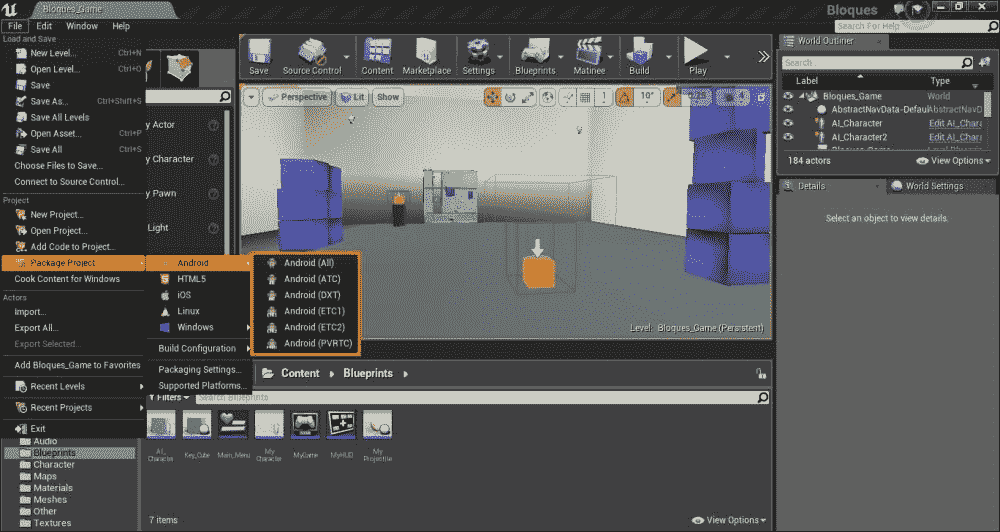 Bloques_Game
Bloques
File Edit Window Help
Search For Help
Load and Save
New Level... Ctrl+N
Open Level... Ctrl+O
Save
Save As... Ctrl+Shift+S
Save All Levels
Open Asset... Ctrl+P
Save All Ctrl+S
Choose Files to Save...
Connect to Source Control...
Project
New Project...
Open Project...
Add Code to Project...
Package Project
Cook Content for Windows
Actors
Import...
Export All...
Export Selected...
Add Bloques_Game to Favorites
Recent Levels
Recent Projects
Exit
Audio
Blueprints
Character
Maps
Materials
Meshes
Other
Textures
y Actor
y Character
y Pawn
Light
Android
HTML5
iOS
Linux
Windows
Build Configuration
Packaging Settings...
Supported Platforms...
Android (All)
Android (ATC)
Android (DXT)
Android (ETC1)
Android (ETC2)
Android (PVRTC)
Save Source Control Content Marketplace Settings Blueprints Matinee Build Play
Perspective Lit Show
1 10°
Level: Bloques_Game (Persistent)
Content Blueprints
Filters Search Blueprints
AI_ Character
Key_Cube
Main_Menu
My Character
MyGame
MyHUD
My Projectile
7 items
View Options
World Outliner
Search
Label Type
Bloques_Game World
AbstractNavData-Defau AbstractNavD
AI_Character Edit AI_Chara
AI_Character2 Edit AI_Chara
184 actors View Options
Details World Settings
Select an object to view details.